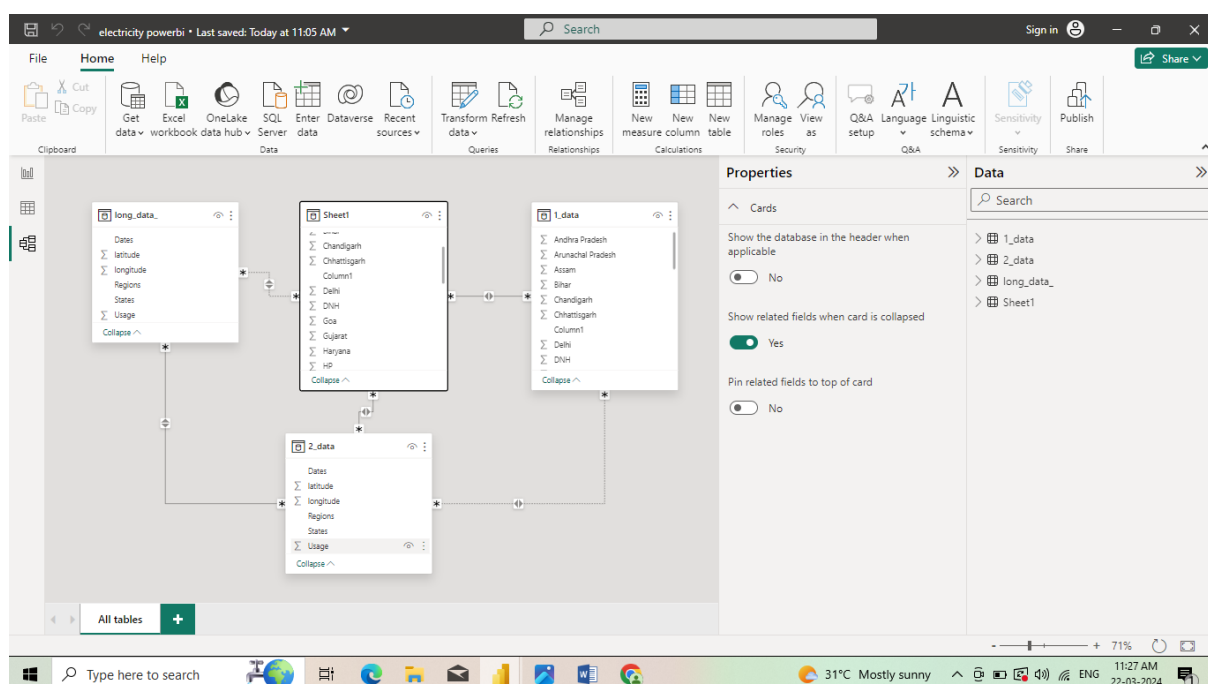 electricity powerbi • Last saved: Today at 11:05 AM
Search
Sign in
File
Home
Help
Share
Paste
Cut
Copy
Get data
Excel workbook
OneLake data hub
SQL Server
Enter data
Dataverse
Recent sources
Transform data
Refresh
Manage relationships
New measure
New column
New table
Manage roles
View as
Q&A setup
Language
Linguistic schema
Sensitivity
Publish
Clipboard
Data
Queries
Relationships
Calculations
Security
Q&A
Sensitivity
Share
long_data_
Dates
latitude
longitude
Regions
States
Usage
Collapse
Sheet1
Chandigarh
Chhattisgarh
Column1
Delhi
DNH
Goa
Gujarat
Haryana
HP
Collapse
1_data
Andhra Pradesh
Arunachal Pradesh
Assam
Bihar
Chandigarh
Chhattisgarh
Column1
Delhi
DNH
Collapse
2_data
Dates
latitude
longitude
Regions
States
Usage
Collapse
Properties
Cards
Show the database in the header when
applicable
No
Show related fields when card is collapsed
Yes
Pin related fields to top of card
No
Data
Search
1_data
2_data
long_data_
Sheet1
All tables
+
- + 71%
Type here to search
31°C Mostly sunny
ENG
11:27 AM
22-03-2024